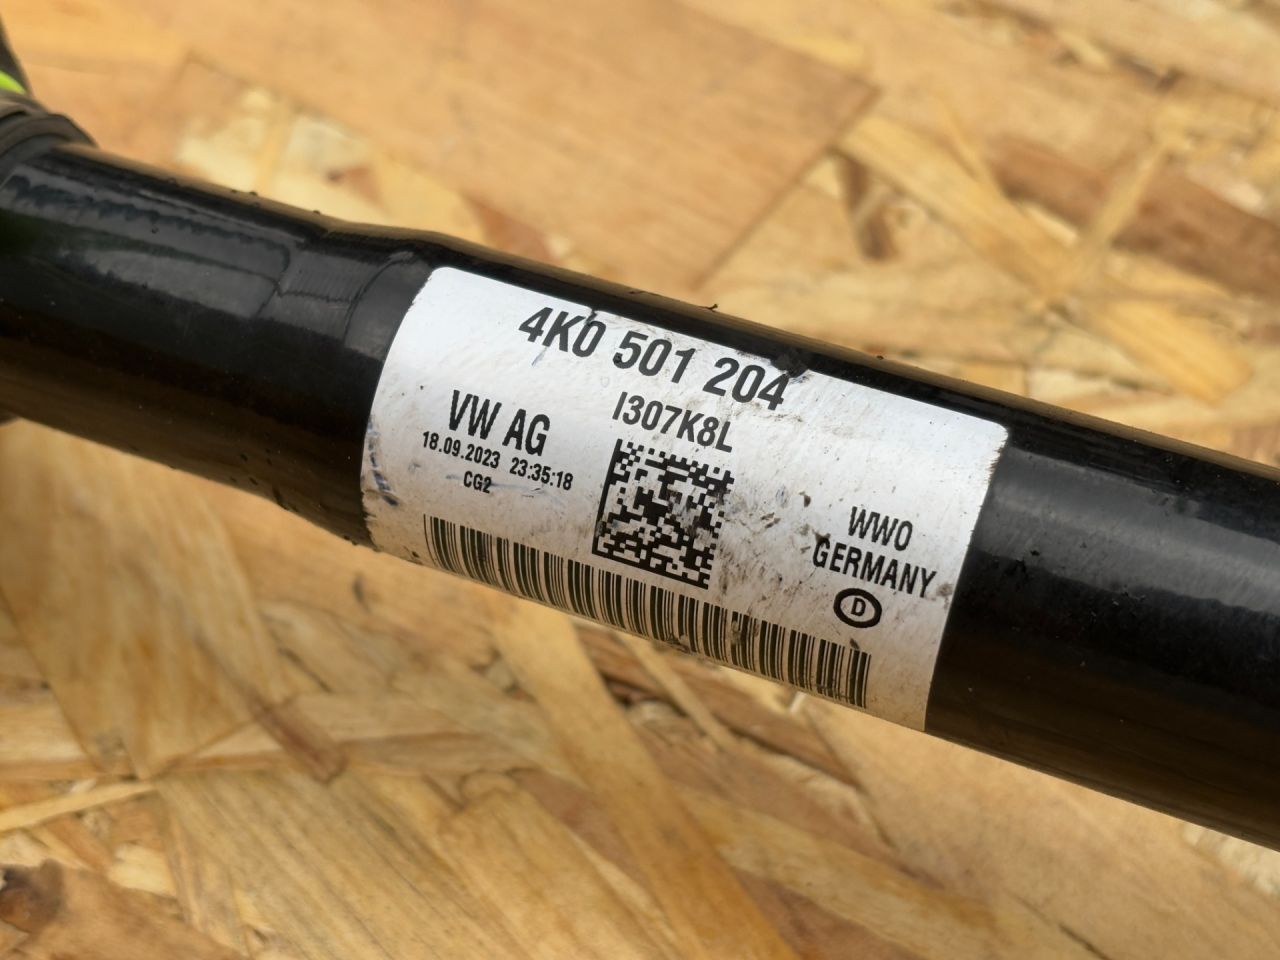 4K0 501 204
I307K8L
VW AG
18.09.2023 23:35:18
CG2
WWO
GERMANY
D